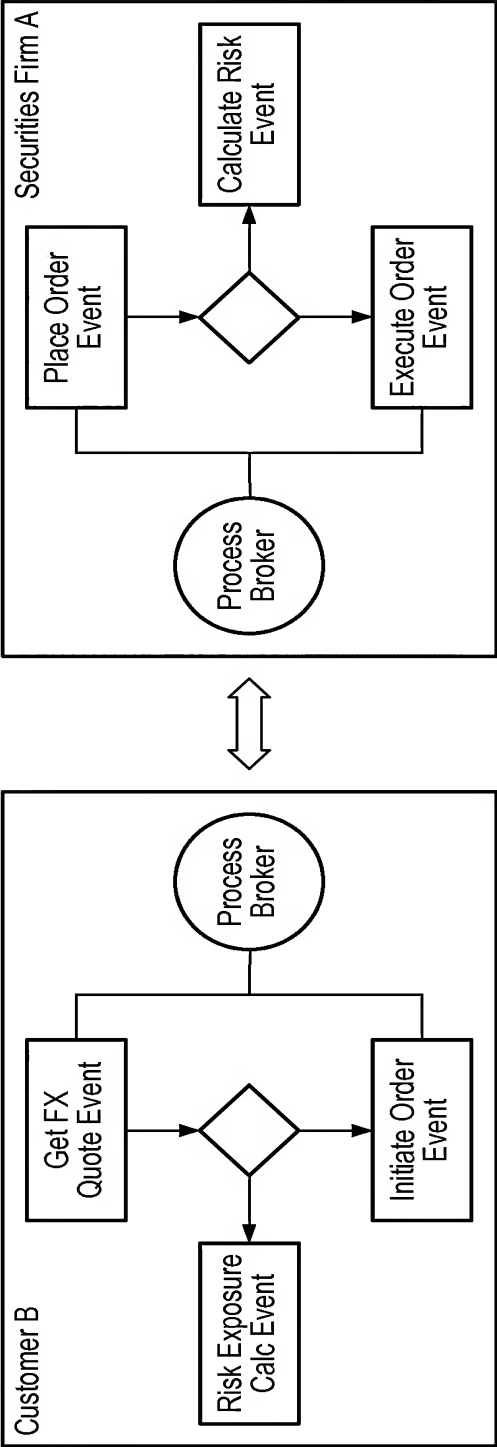 Customer B
Get FX
Quote Event
Risk Exposure
Calc Event
Initiate Order
Event
Process
Broker
Securities Firm A
Place Order
Event
Calculate Risk
Event
Execute Order
Event
Process
Broker